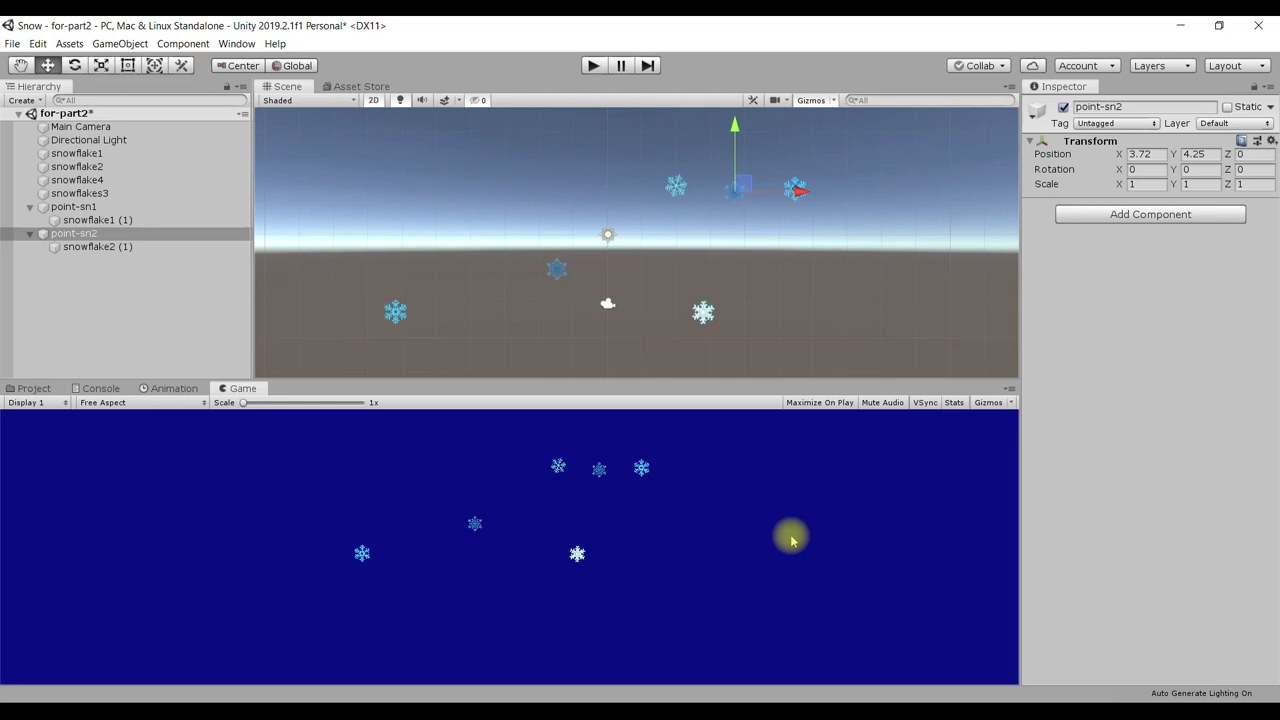 Snow - for-part2 - PC, Mac & Linux Standalone - Unity 2019.2.1f1 Personal* <DX11>
File Edit Assets GameObject Component Window Help
Center Global Collab Account Layers Layout
Hierarchy Scene Asset Store Inspector
Create All Shaded 2D 0 Gizmos All point-sn2 Static
for-part2* Tag Untagged Layer Default
Main Camera
Directional Light Transform
snowflake1 Position X 3.72 Y 4.25 Z 0
snowflake2 Rotation X 0 Y 0 Z 0
snowflake4 Scale X 1 Y 1 Z 1
snowflakes3
point-sn1 Add Component
snowflake1 (1)
point-sn2
snowflake2 (1)
Project Console Animation Game
Display 1 Free Aspect Scale 1x Maximize On Play Mute Audio VSync Stats Gizmos
Auto Generate Lighting On